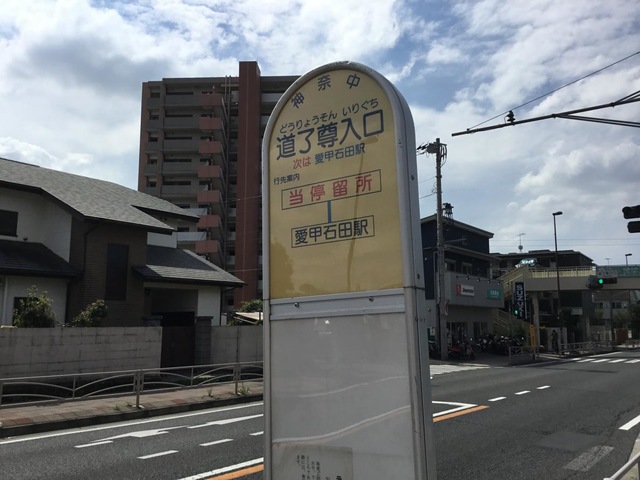 神奈中
どうりょうそん いりぐち
道了尊入口
次は 愛甲石田駅
行先案内
当停留所
愛甲石田駅